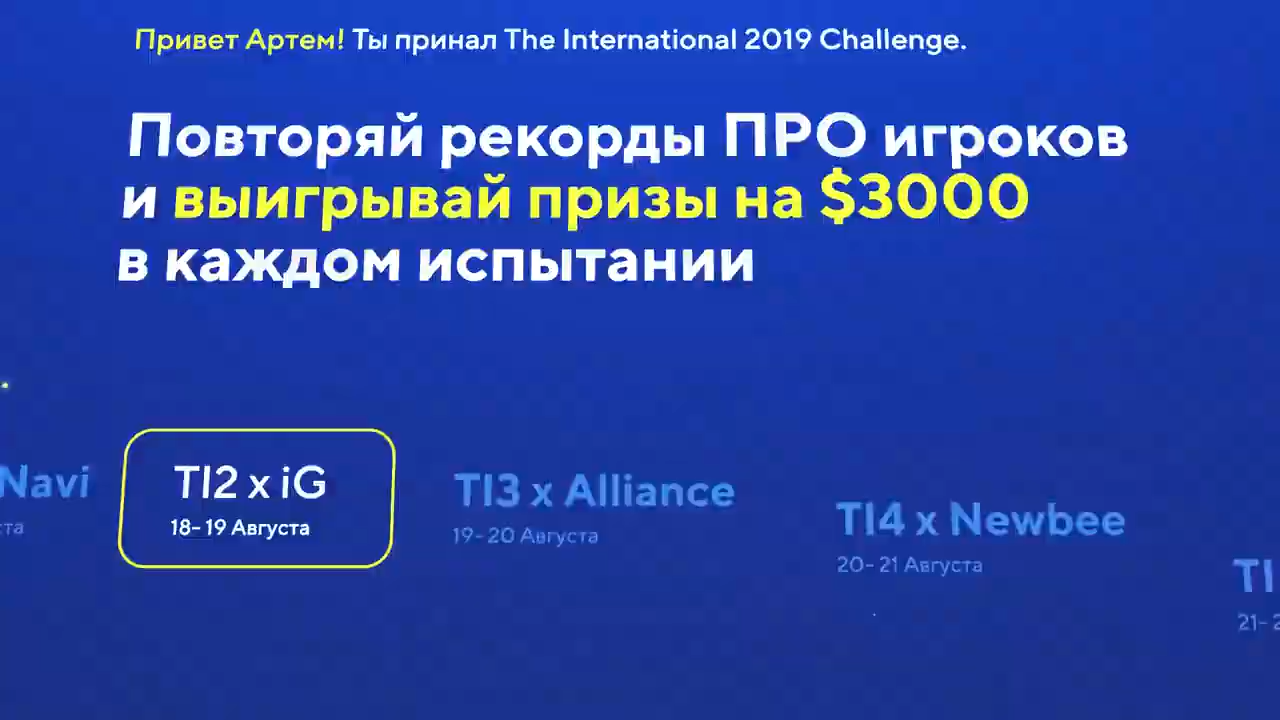 Привет Артем! Ты принал The International 2019 Challenge.
Повторяй рекорды ПРО игроков
и выигрывай призы на $3000
в каждом испытании
Navi
TI2 x iG
18- 19 Августа
TI3 x Alliance
19- 20 Августа
TI4 x Newbee
20- 21 Августа